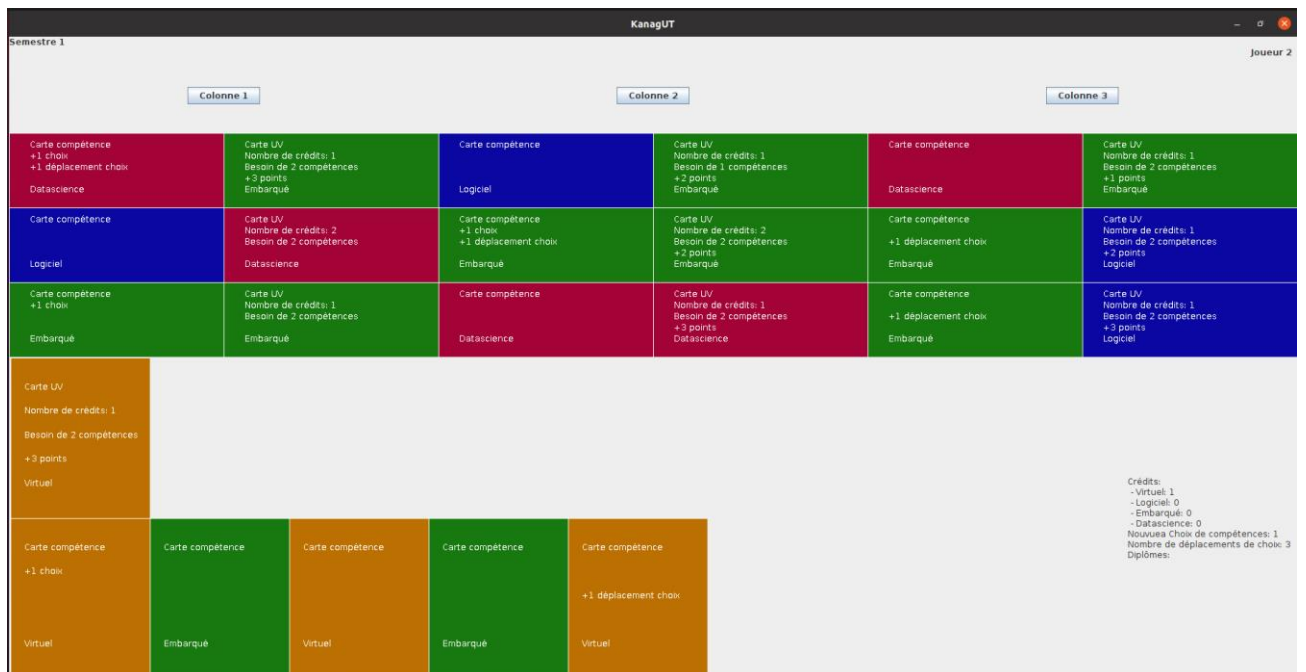 KanagUT
Semestre 1
Joueur 2
Colonne 1
Colonne 2
Colonne 3
Carte compétence
+1 choix
+1 déplacement choix
Datascience
Carte UV
Nombre de crédits: 1
Besoin de 2 compétences
+3 points
Embarqué
Carte compétence
Logiciel
Carte UV
Nombre de crédits: 1
Besoin de 1 compétences
+2 points
Embarqué
Carte compétence
Datascience
Carte UV
Nombre de crédits: 1
Besoin de 2 compétences
+1 points
Embarqué
Carte compétence
Logiciel
Carte UV
Nombre de crédits: 2
Besoin de 2 compétences
Datascience
Carte compétence
+1 choix
+1 déplacement choix
Embarqué
Carte UV
Nombre de crédits: 2
Besoin de 2 compétences
+2 points
Embarqué
Carte compétence
+1 déplacement choix
Embarqué
Carte UV
Nombre de crédits: 1
Besoin de 2 compétences
+2 points
Logiciel
Carte compétence
+1 choix
Embarqué
Carte UV
Nombre de crédits: 1
Besoin de 2 compétences
Embarqué
Carte compétence
Datascience
Carte UV
Nombre de crédits: 1
Besoin de 2 compétences
+3 points
Datascience
Carte compétence
+1 déplacement choix
Embarqué
Carte UV
Nombre de crédits: 1
Besoin de 2 compétences
+3 points
Logiciel
Carte UV
Nombre de crédits: 1
Besoin de 2 compétences
+3 points
Virtuel
Crédits:
- Virtuel: 1
- Logiciel: 0
- Embarqué: 0
- Datascience: 0
Nouvuea Choix de compétences: 1
Nombre de déplacements de choix: 3
Diplômes:
Carte compétence
+1 choix
Virtuel
Carte compétence
Embarqué
Carte compétence
Virtuel
Carte compétence
Embarqué
Carte compétence
+1 déplacement choix
Virtuel